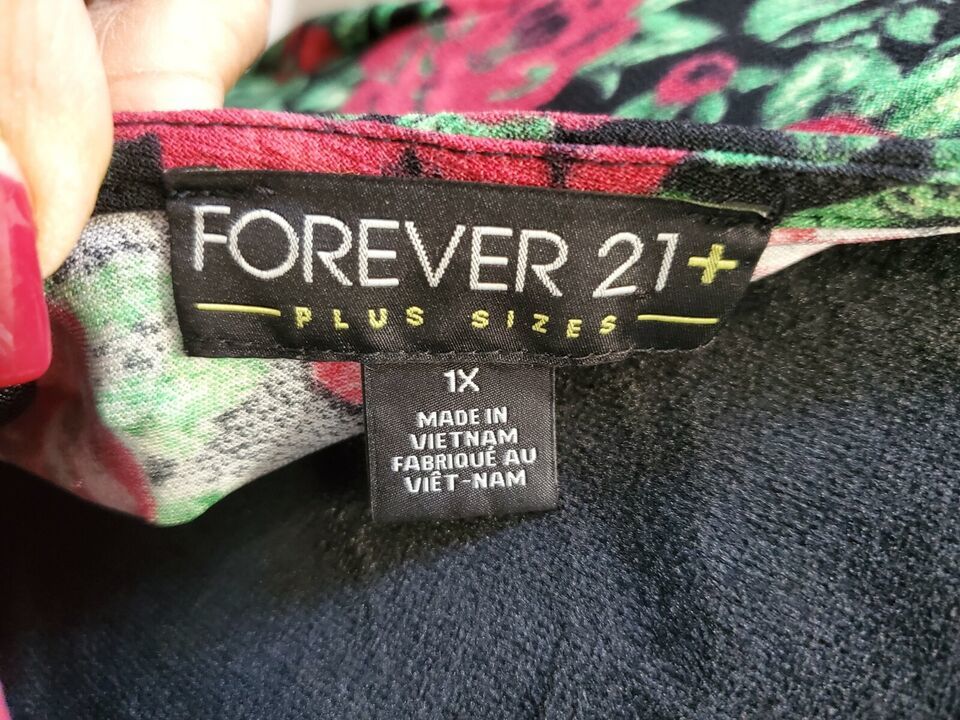 FOREVER 21+
PLUS SIZES
1X
MADE IN
VIETNAM
FABRIQUÉ AU
VIÊT-NAM